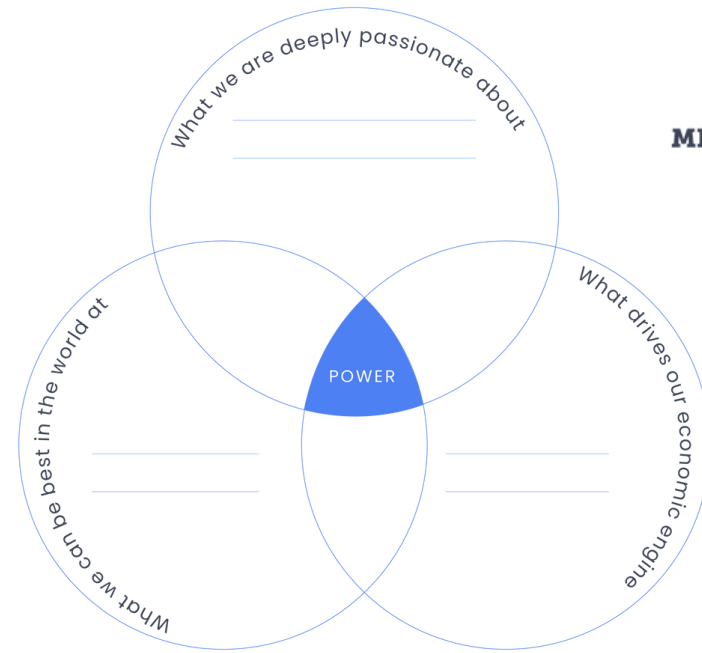 What we are deeply passionate about
What we can be best in the world at
What drives our economic engine
POWER